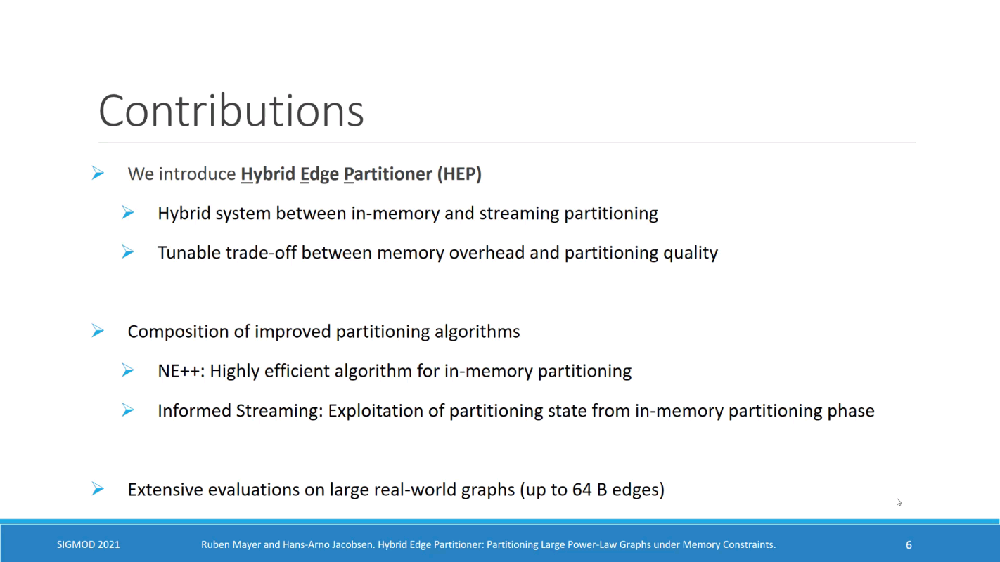 Contributions
We introduce Hybrid Edge Partitioner (HEP)
Hybrid system between in-memory and streaming partitioning
Tunable trade-off between memory overhead and partitioning quality
Composition of improved partitioning algorithms
NE++: Highly efficient algorithm for in-memory partitioning
Informed Streaming: Exploitation of partitioning state from in-memory partitioning phase
Extensive evaluations on large real-world graphs (up to 64 B edges)
SIGMOD 2021
Ruben Mayer and Hans-Arno Jacobsen. Hybrid Edge Partitioner: Partitioning Large Power-Law Graphs under Memory Constraints.
6